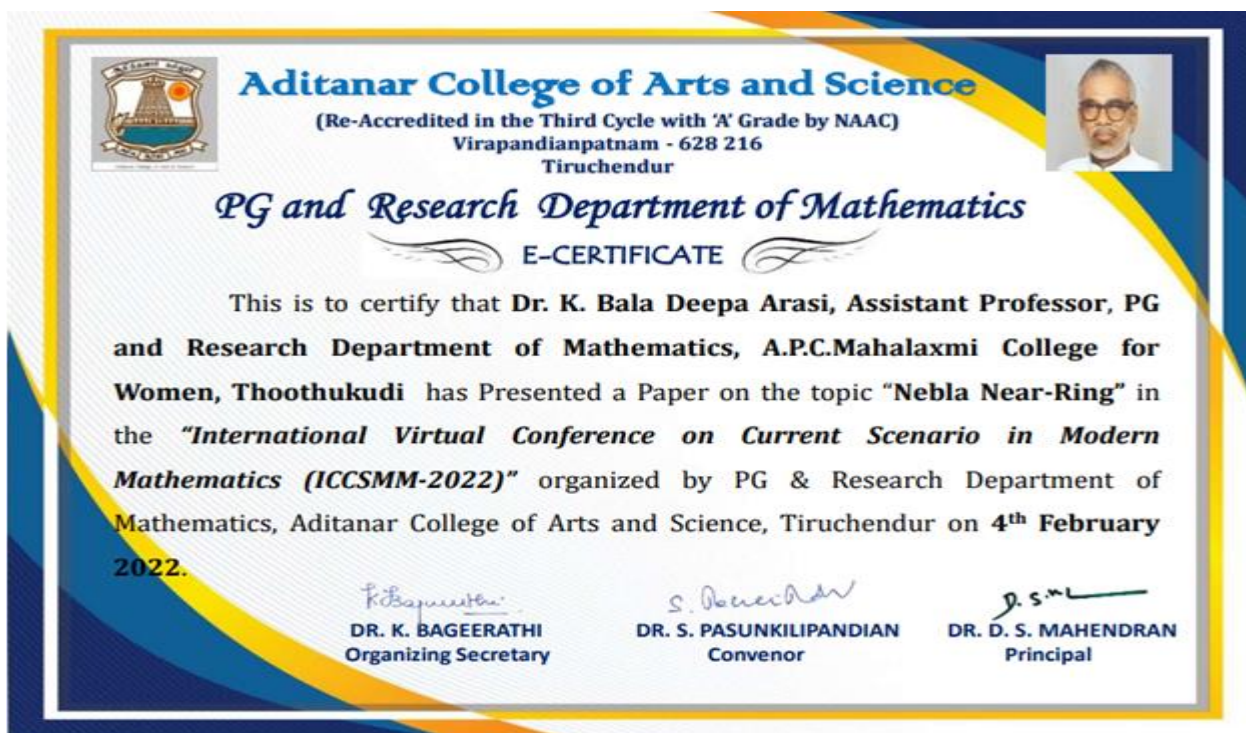 Aditanar College of Arts and Science
(Re-Accredited in the Third Cycle with ‘A’ Grade by NAAC)
Virapandianpatnam - 628 216
Tiruchendur
PG and Research Department of Mathematics
E-CERTIFICATE
This is to certify that Dr. K. Bala Deepa Arasi, Assistant Professor, PG
and Research Department of Mathematics, A.P.C.Mahalaxmi College for
Women, Thoothukudi has Presented a Paper on the topic “Nebla Near-Ring” in
the “International Virtual Conference on Current Scenario in Modern
Mathematics (ICCSMM-2022)” organized by PG & Research Department of
Mathematics, Aditanar College of Arts and Science, Tiruchendur on 4th February
2022.
DR. K. BAGEERATHI DR. S. PASUNKILIPANDIAN DR. D. S. MAHENDRAN
Organizing Secretary Convenor Principal